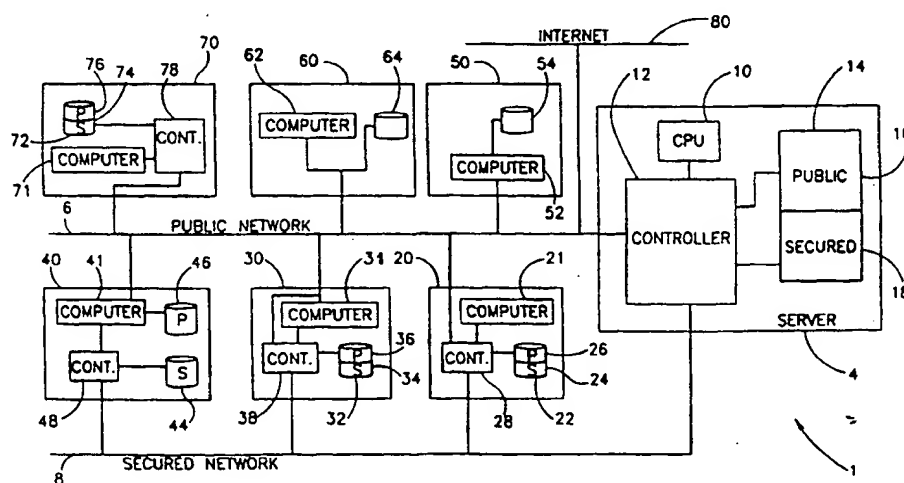 INTERNET
80
76 74 78 70
62 60 64
50 54
12 10 14 16
P
S
72
CONT.
COMPUTER
71
COMPUTER
COMPUTER
52
CPU
PUBLIC
CONTROLLER
SECURED
18
SERVER
4
6
PUBLIC NETWORK
40 41 46
30 31
20 21
COMPUTER
P
CONT.
S
48 44
COMPUTER
CONT.
P
S
36
34
38 32
COMPUTER
CONT.
P
S
26
24
28 22
8
SECURED NETWORK
1